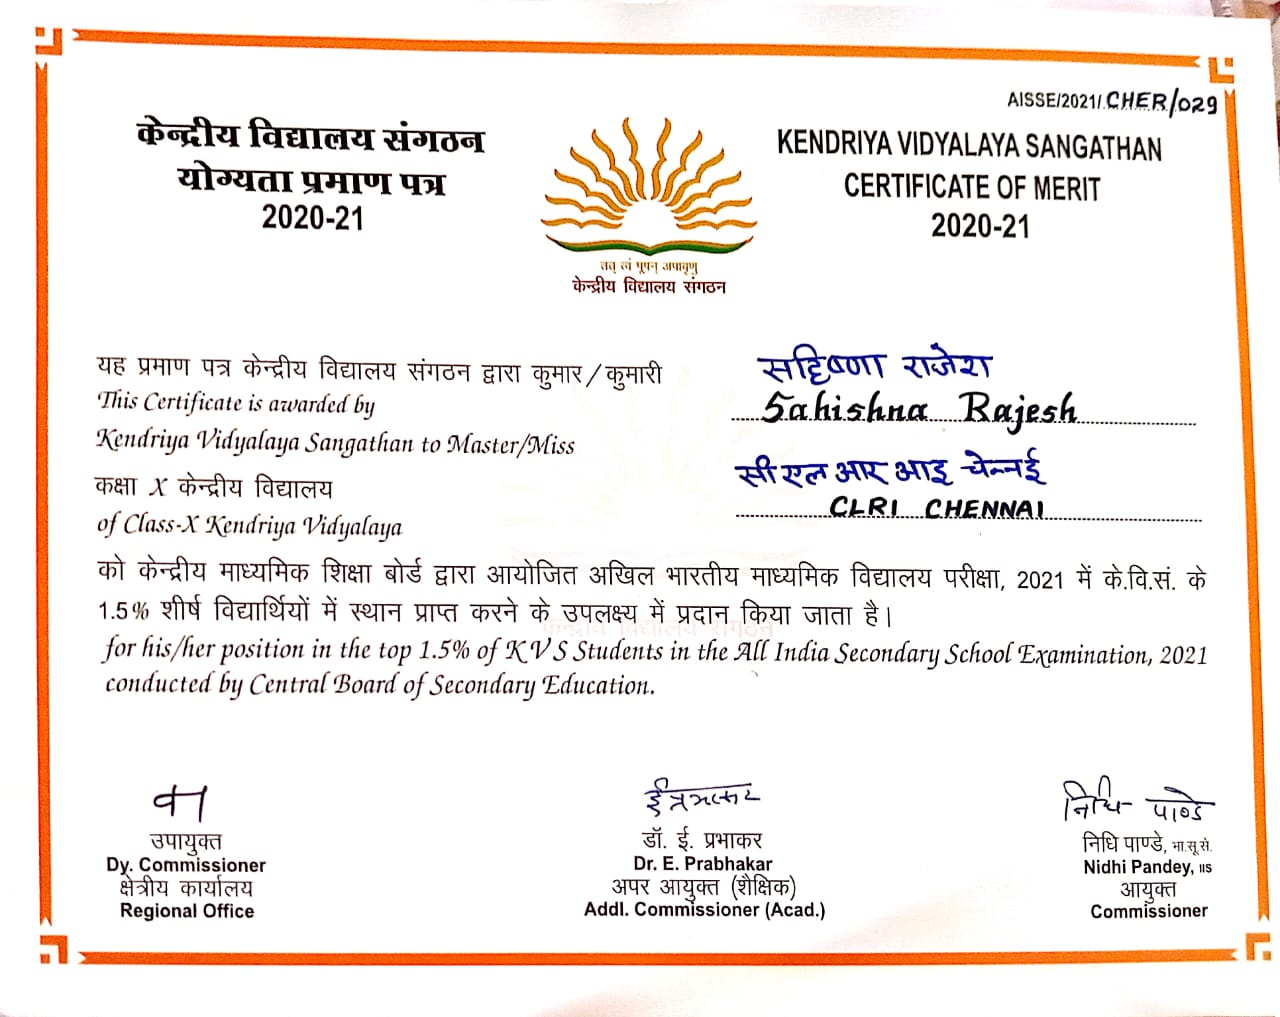 AISSE/2021/.CHER/029
केन्द्रीय विद्यालय संगठन
योग्यता प्रमाण पत्र
2020-21
तत् त्वं पूषन् अपावृणु
केन्द्रीय विद्यालय संगठन
KENDRIYA VIDYALAYA SANGATHAN
CERTIFICATE OF MERIT
2020-21
यह प्रमाण पत्र केन्द्रीय विद्यालय संगठन द्वारा कुमार/कुमारी सहिष्णा राजेश
This Certificate is awarded by
Kendriya Vidyalaya Sangathan to Master/Miss Sahishna Rajesh
कक्षा X केन्द्रीय विद्यालय सी एल आर आइ चेन्नई
of Class-X Kendriya Vidyalaya CLRI CHENNAI
को केन्द्रीय माध्यमिक शिक्षा बोर्ड द्वारा आयोजित अखिल भारतीय माध्यमिक विद्यालय परीक्षा, 2021 में के.वि.सं. के
1.5% शीर्ष विद्यार्थियों में स्थान प्राप्त करने के उपलक्ष्य में प्रदान किया जाता है।
केन्द्रीय विद्यालय संगठन
for his/her position in the top 1.5% of KVS Students in the All India Secondary School Examination, 2021
conducted by Central Board of Secondary Education.
उपायुक्त
Dy. Commissioner
क्षेत्रीय कार्यालय
Regional Office
डॉ. ई. प्रभाकर
Dr. E. Prabhakar
अपर आयुक्त (शैक्षिक)
Addl. Commissioner (Acad.)
निधि पाण्डे
निधि पाण्डे, भा.सू.से.
Nidhi Pandey, IIS
आयुक्त
Commissioner